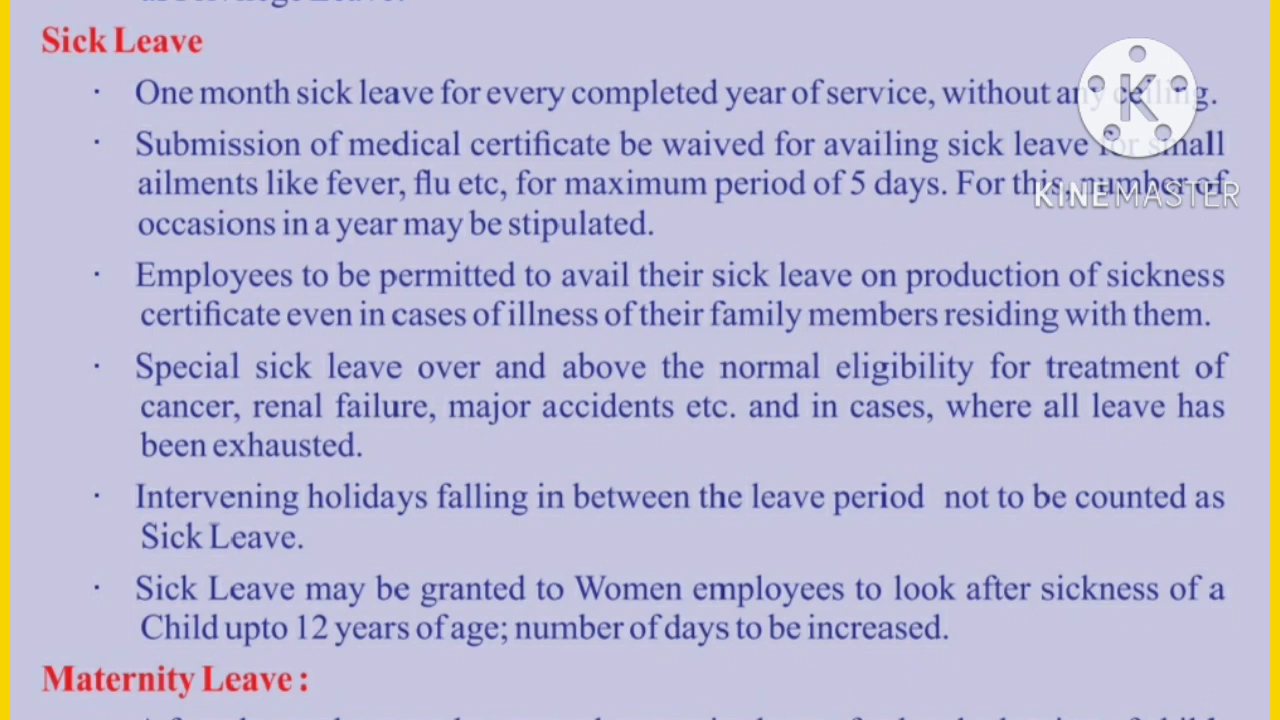 Sick Leave
· One month sick leave for every completed year of service, without any ceiling.
· Submission of medical certificate be waived for availing sick leave for small
ailments like fever, flu etc, for maximum period of 5 days. For this, number of
occasions in a year may be stipulated.
K
KINEMASTER
· Employees to be permitted to avail their sick leave on production of sickness
certificate even in cases of illness of their family members residing with them.
· Special sick leave over and above the normal eligibility for treatment of
cancer, renal failure, major accidents etc. and in cases, where all leave has
been exhausted.
· Intervening holidays falling in between the leave period not to be counted as
Sick Leave.
· Sick Leave may be granted to Women employees to look after sickness of a
Child upto 12 years of age; number of days to be increased.
Maternity Leave :